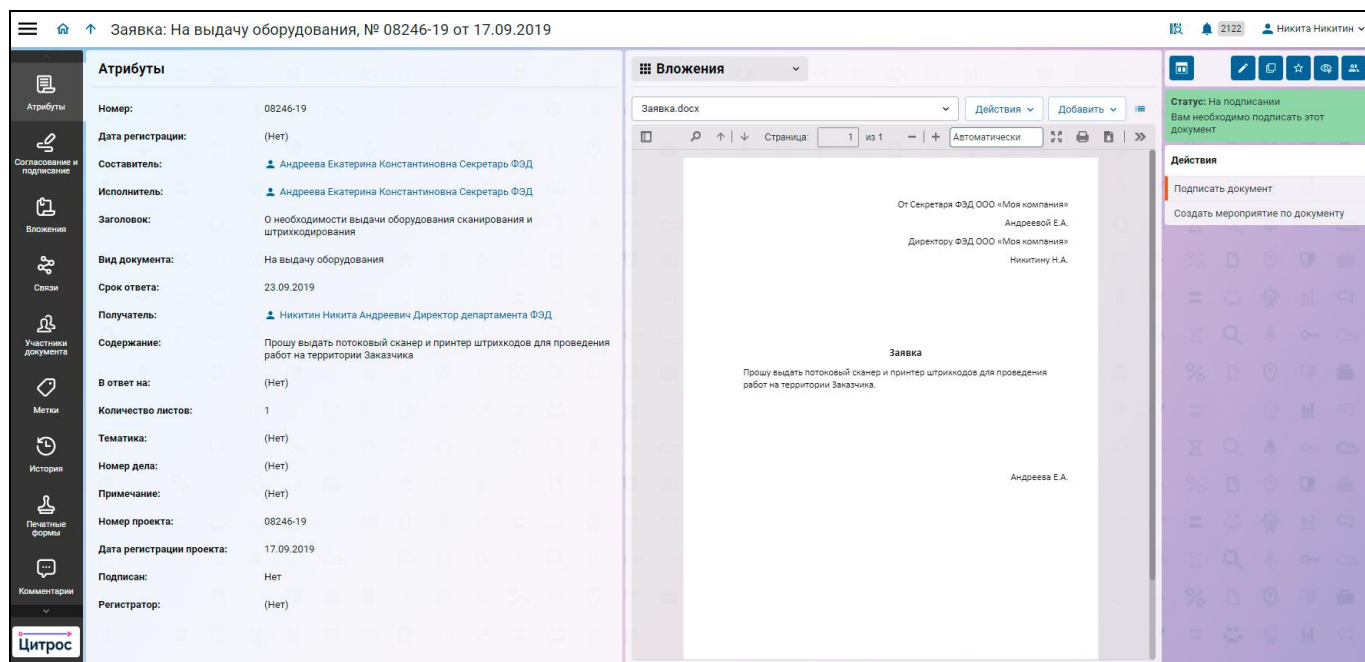 Заявка: На выдачу оборудования, № 08246-19 от 17.09.2019
2122
Никита Никитин
Атрибуты
Согласование и
подписание
Вложения
Связи
Участники
документа
Метки
История
Печатные
формы
Комментарии
Цитрос
Атрибуты
Номер: 08246-19
Дата регистрации: (Нет)
Составитель: Андреева Екатерина Константиновна Секретарь ФЭД
Исполнитель: Андреева Екатерина Константиновна Секретарь ФЭД
Заголовок: О необходимости выдачи оборудования сканирования и
штрихкодирования
Вид документа: На выдачу оборудования
Срок ответа: 23.09.2019
Получатель: Никитин Никита Андреевич Директор департамента ФЭД
Содержание: Прошу выдать потоковый сканер и принтер штрихкодов для проведения
работ на территории Заказчика
В ответ на: (Нет)
Количество листов: 1
Тематика: (Нет)
Номер дела: (Нет)
Примечание: (Нет)
Номер проекта: 08246-19
Дата регистрации проекта: 17.09.2019
Подписан: Нет
Регистратор: (Нет)
Вложения
Заявка.docx
Действия
Добавить
Страница: 1 из 1
Автоматически
От Секретаря ФЭД ООО «Моя компания»
Андреевой Е.А.
Директору ФЭД ООО «Моя компания»
Никитину Н.А.
Заявка
Прошу выдать потоковый сканер и принтер штрихкодов для проведения
работ на территории Заказчика.
Андреева Е.А.
Статус: На подписании
Вам необходимо подписать этот
документ
Действия
Подписать документ
Создать мероприятие по документу